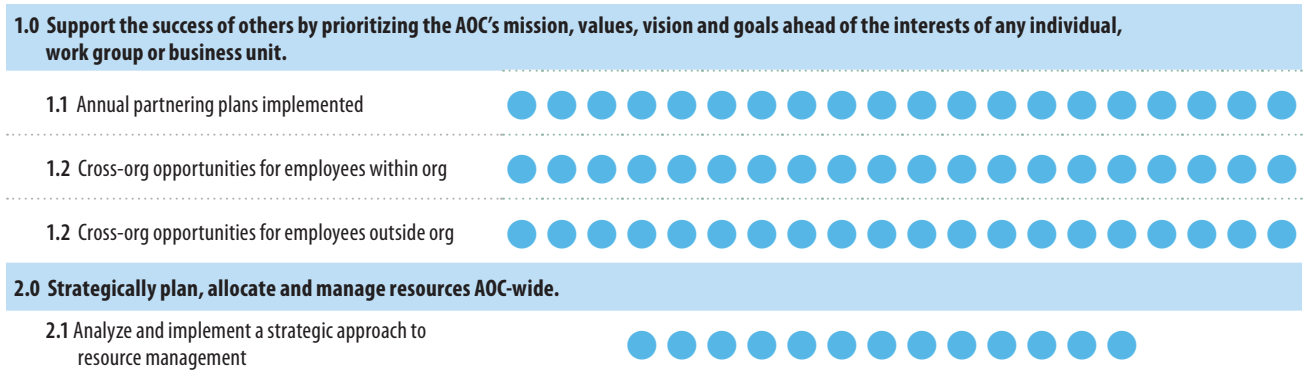 1.0 Support the success of others by prioritizing the AOC's mission, values, vision and goals ahead of the interests of any individual,
work group or business unit.
1.1 Annual partnering plans implemented
1.2 Cross-org opportunities for employees within org
1.2 Cross-org opportunities for employees outside org
2.0 Strategically plan, allocate and manage resources AOC-wide.
2.1 Analyze and implement a strategic approach to
resource management